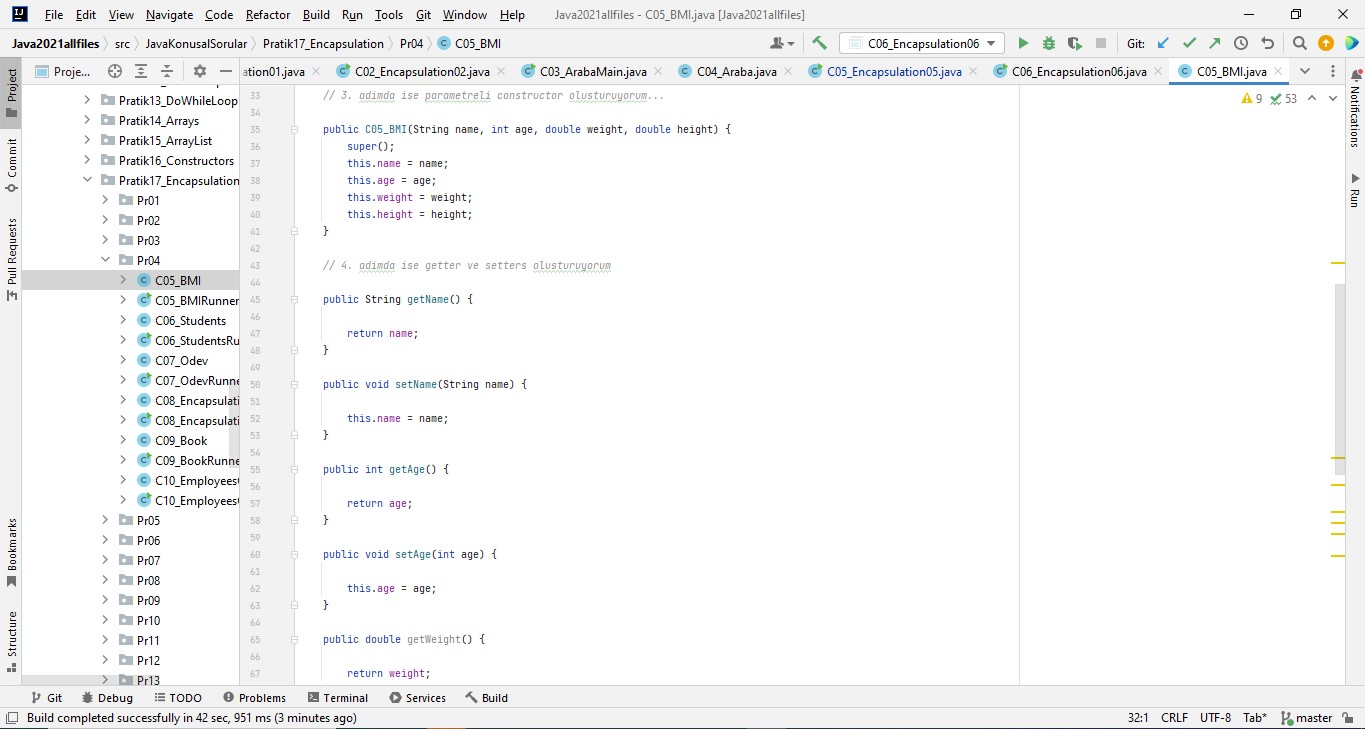 File Edit View Navigate Code Refactor Build Run Tools Git Window Help Java2021allfiles - C05_BMI.java [Java2021allfiles]
Java2021allfiles src JavaKonusalSorular Pratik17_Encapsulation Pr04 C05_BMI C06_Encapsulation06 Git:
Proje... ation01.java C02_Encapsulation02.java C03_ArabaMain.java C04_Araba.java C05_Encapsulation05.java C06_Encapsulation06.java C05_BMI.java
Project
Commit
Pull Requests
Bookmarks
Structure
Pratik13_DoWhileLoop
Pratik14_Arrays
Pratik15_ArrayList
Pratik16_Constructors
Pratik17_Encapsulation
Pr01
Pr02
Pr03
Pr04
C05_BMI
C05_BMIRunner
C06_Students
C06_StudentsRu
C07_Odev
C07_OdevRunne
C08_Encapsulati
C08_Encapsulati
C09_Book
C09_BookRunne
C10_Employees
C10_Employees
Pr05
Pr06
Pr07
Pr08
Pr09
Pr10
Pr11
Pr12
Pr13
33 // 3. adimda ise parametreli constructor olusturuyorum...
34
35 public C05_BMI(String name, int age, double weight, double height) {
36 super();
37 this.name = name;
38 this.age = age;
39 this.weight = weight;
40 this.height = height;
41 }
42
43 // 4. adimda ise getter ve setters olusturuyorum
44
45 public String getName() {
46
47 return name;
48 }
49
50 public void setName(String name) {
51
52 this.name = name;
53 }
54
55 public int getAge() {
56
57 return age;
58 }
59
60 public void setAge(int age) {
61
62 this.age = age;
63 }
64
65 public double getWeight() {
66
67 return weight;
9 53
Notifications
Run
Git Debug TODO Problems Terminal Services Build
Build completed successfully in 42 sec, 951 ms (3 minutes ago) 32:1 CRLF UTF-8 Tab* master